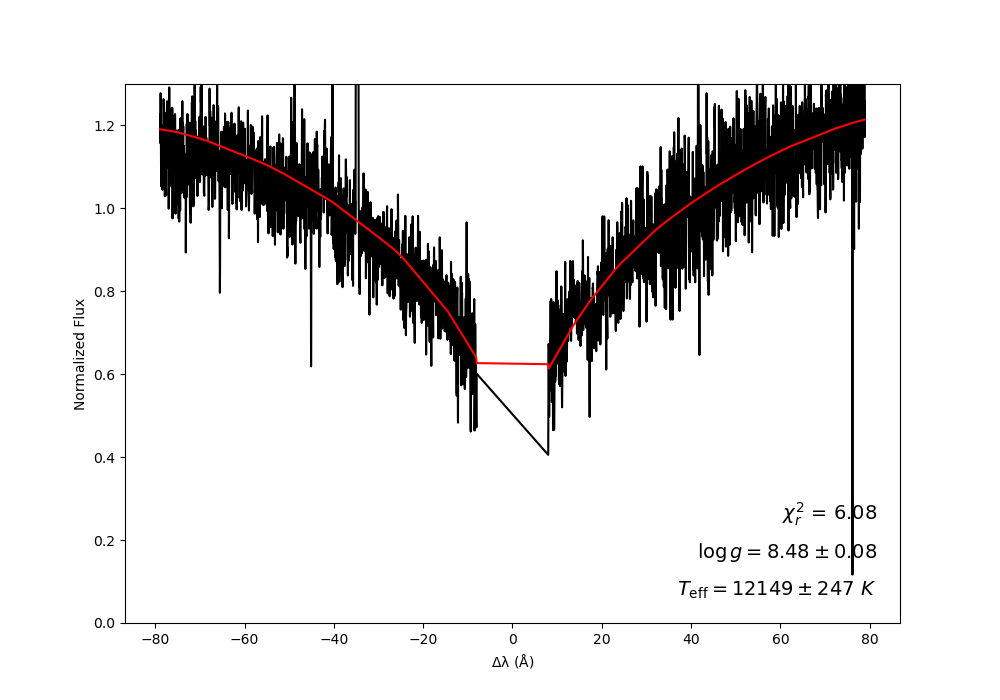 1.2
1.0
0.8
0.6
0.4
0.2
0.0
Normalized Flux
χ²ᵣ = 6.08
log g = 8.48 ± 0.08
T_eff = 12149 ± 247 K
−80 −60 −40 −20 0 20 40 60 80
Δλ (Å)